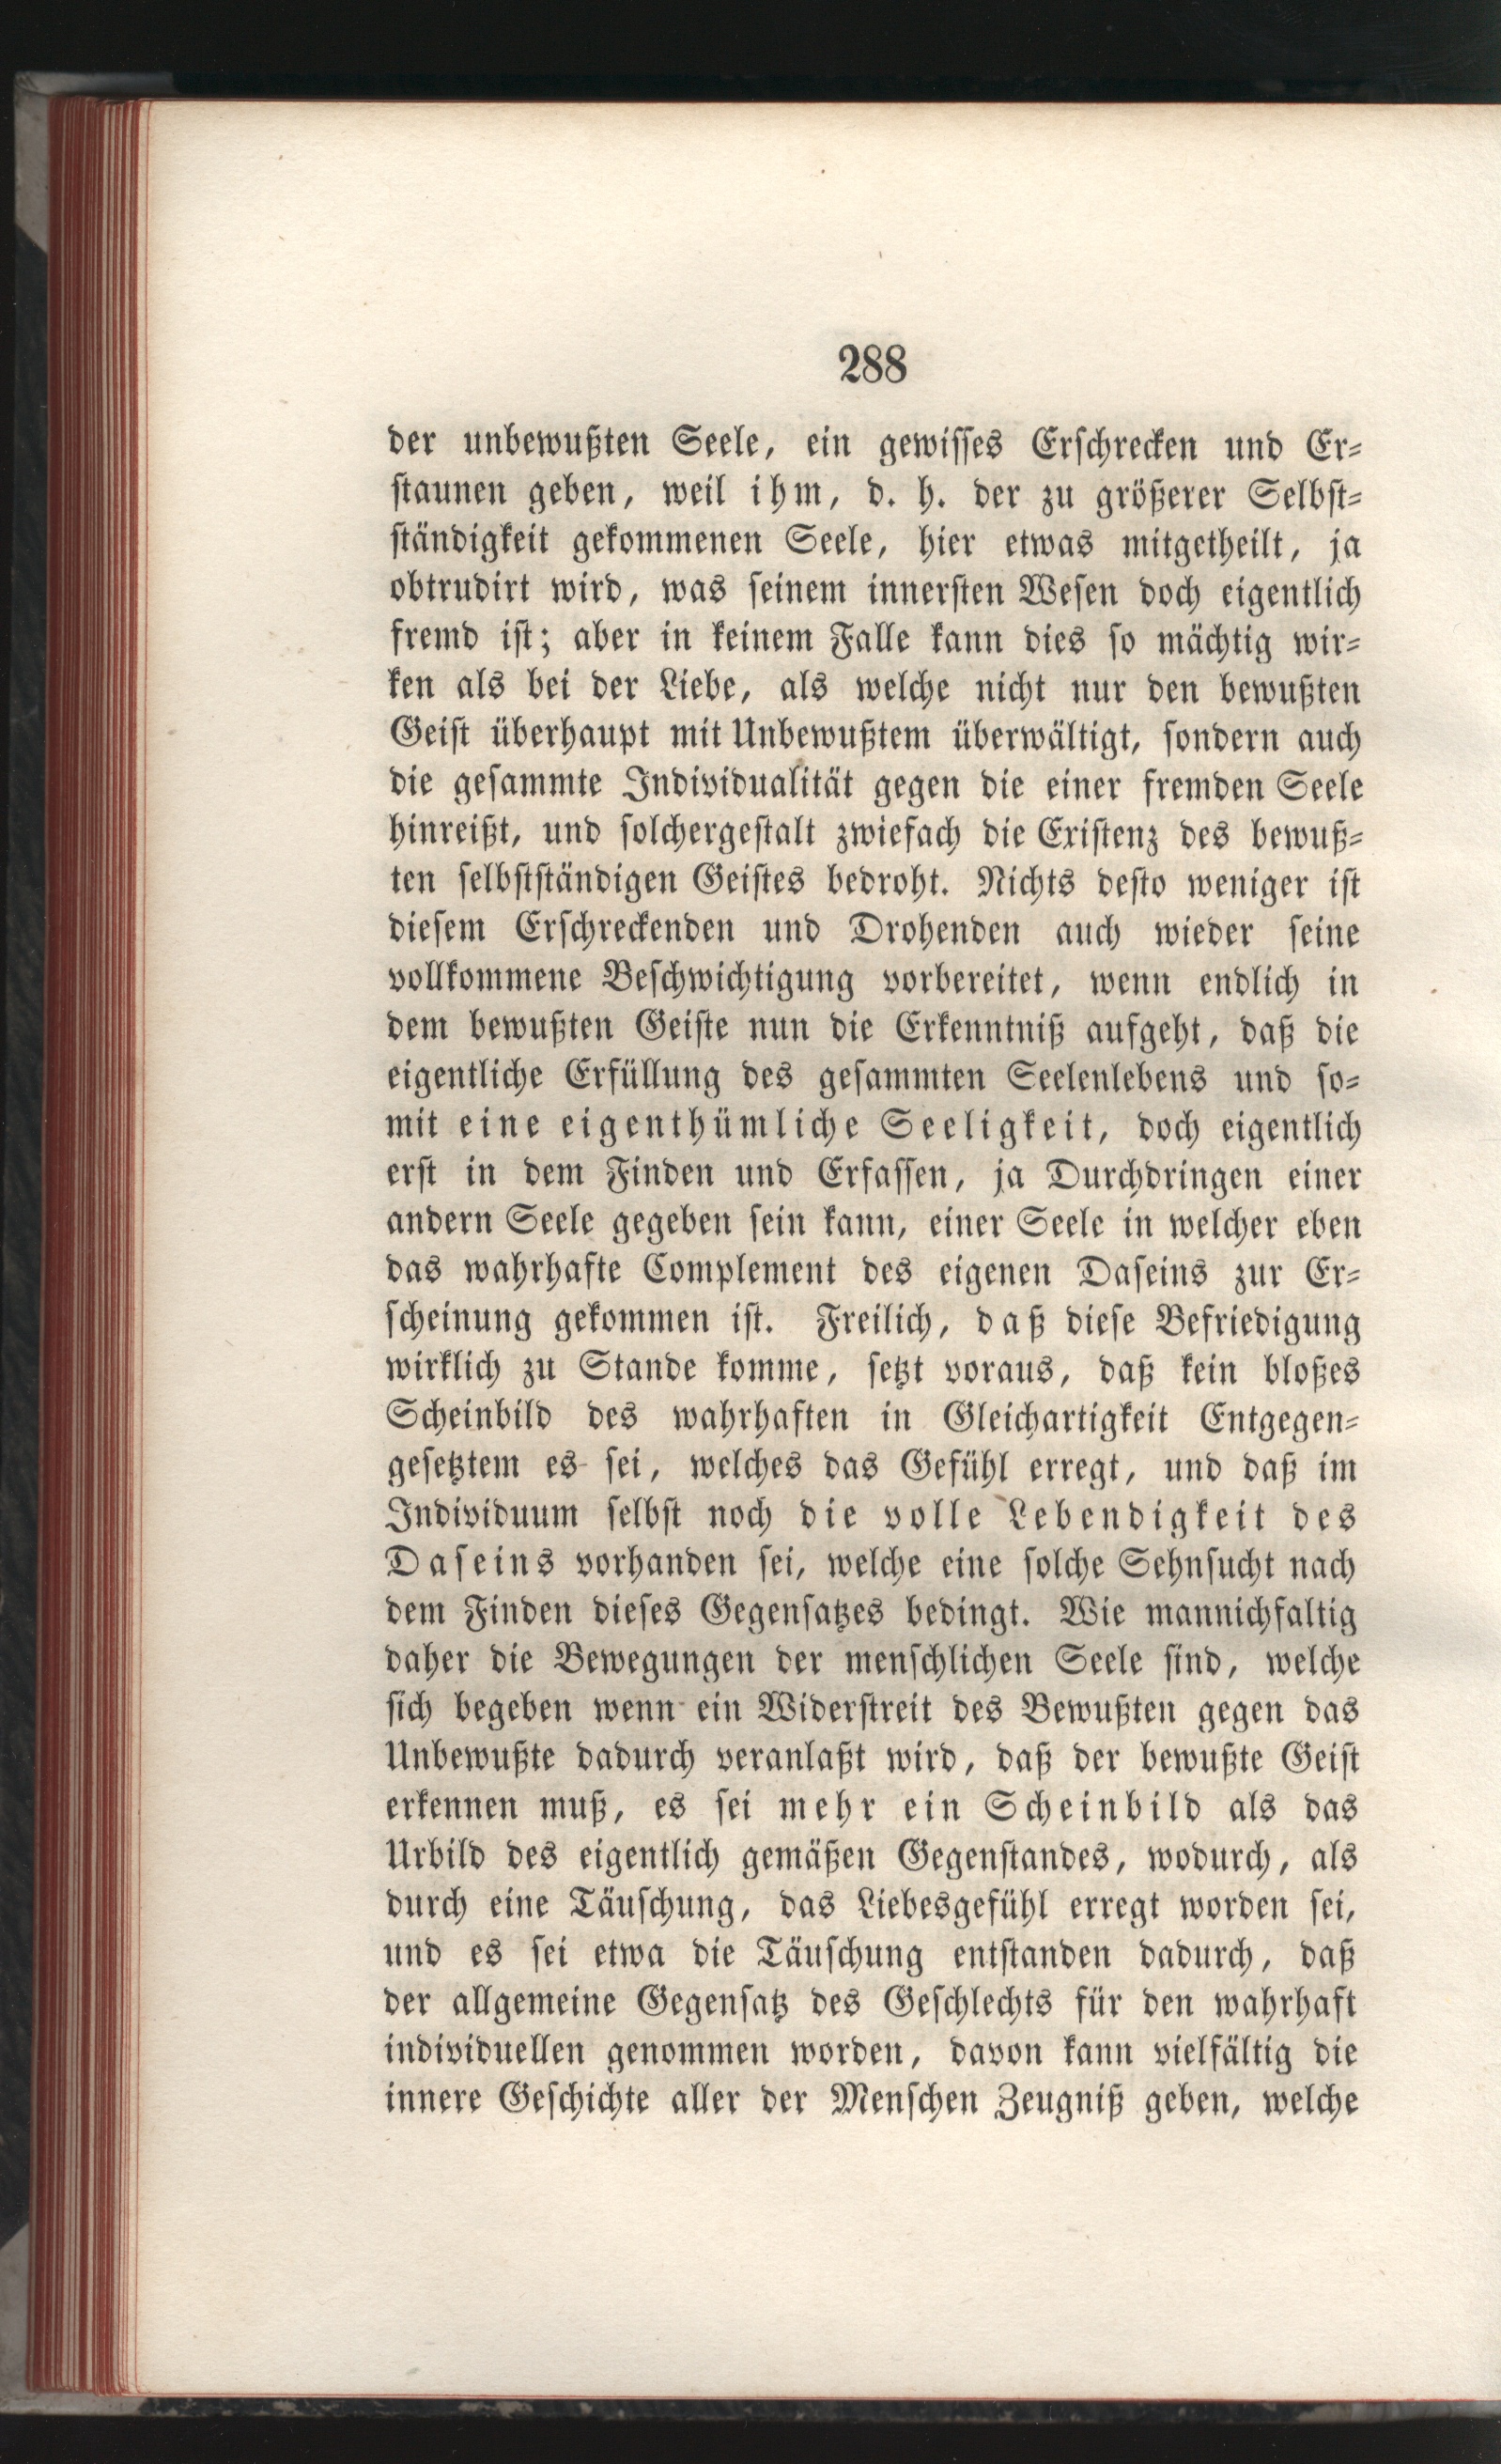 288
der unbewußten Seele, ein gewisses Erschrecken und Er-
staunen geben, weil ihm, d. h. der zu größerer Selbst-
ständigkeit gekommenen Seele, hier etwas mitgetheilt, ja
obtrudirt wird, was seinem innersten Wesen doch eigentlich
fremd ist; aber in keinem Falle kann dies so mächtig wir-
ken als bei der Liebe, als welche nicht nur den bewußten
Geist überhaupt mit Unbewußtem überwältigt, sondern auch
die gesammte Individualität gegen die einer fremden Seele
hinreißt, und solchergestalt zwiefach die Existenz des bewuß-
ten selbstständigen Geistes bedroht. Nichts desto weniger ist
diesem Erschreckenden und Drohenden auch wieder seine
vollkommene Beschwichtigung vorbereitet, wenn endlich in
dem bewußten Geiste nun die Erkenntniß aufgeht, daß die
eigentliche Erfüllung des gesammten Seelenlebens und so-
mit eine eigenthümliche Seeligkeit, doch eigentlich
erst in dem Finden und Erfassen, ja Durchdringen einer
andern Seele gegeben sein kann, einer Seele in welcher eben
das wahrhafte Complement des eigenen Daseins zur Er-
scheinung gekommen ist. Freilich, daß diese Befriedigung
wirklich zu Stande komme, setzt voraus, daß kein bloßes
Scheinbild des wahrhaften in Gleichartigkeit Entgegen-
gesetztem es sei, welches das Gefühl erregt, und daß im
Individuum selbst noch die volle Lebendigkeit des
Daseins vorhanden sei, welche eine solche Sehnsucht nach
dem Finden dieses Gegensatzes bedingt. Wie mannichfaltig
daher die Bewegungen der menschlichen Seele sind, welche
sich begeben wenn ein Widerstreit des Bewußten gegen das
Unbewußte dadurch veranlaßt wird, daß der bewußte Geist
erkennen muß, es sei mehr ein Scheinbild als das
Urbild des eigentlich gemäßen Gegenstandes, wodurch, als
durch eine Täuschung, das Liebesgefühl erregt worden sei,
und es sei etwa die Täuschung entstanden dadurch, daß
der allgemeine Gegensatz des Geschlechts für den wahrhaft
individuellen genommen worden, davon kann vielfältig die
innere Geschichte aller der Menschen Zeugniß geben, welche